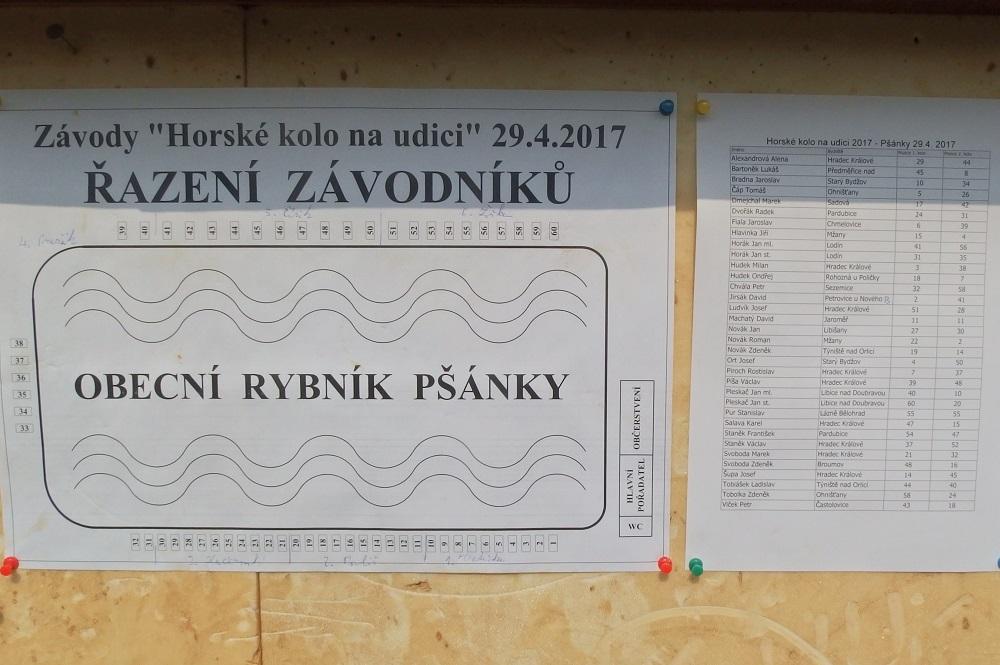 Závody "Horské kolo na udici" 29.4.2017
ŘAZENÍ ZÁVODNÍKŮ
39 40 41 42 43 44 45 46 47 48 49 50 51 52 53 54 55 56 57 58 59 60
38
37
36
35
34
33
OBECNÍ RYBNÍK PŠÁNKY
OBČERSTVENÍ
HLAVNÍ
POŘADATEL
WC
32 31 30 29 28 27 26 25 24 23 22 21 20 19 18 17 16 15 14 13 12 11 10 9 8 7 6 5 4 3 2 1
Horské kolo na udici 2017 - Pšánky 29.4. 2017
Jméno Bydliště
Alexandrová Alena Hradec Králové 29 44
Bartoněk Lukáš Předměřice nad 45 8
Bradna Jaroslav Starý Bydžov 10 34
Čáp Tomáš Ohnišťany 5 26
Dmejchal Marek Sadová 17 42
Dvořák Radek Pardubice 24 31
Fiala Jaroslav Chmelovice 6 39
Hlavinka Jiří Mžany 15 4
Horák Jan ml. Lodín 41 56
Horák Jan st. Lodín 31 35
Hudek Milan Hradec Králové 3 38
Hudek Ondřej Rohozná u Poličky 18 7
Chvála Petr Sezemice 32 58
Jirsák David Petrovice u Nového B. 2 41
Ludvík Josef Hradec Králové 51 28
Machatý David Jaroměř 11 11
Novák Jan Libišany 27 30
Novák Roman Mžany 22 2
Novák Zdeněk Týniště nad Orlicí 19 14
Ort Josef Starý Bydžov 4 50
Piroch Rostislav Hradec Králové 7 37
Píša Václav Hradec Králové 39 48
Pleskač Jan ml. Libice nad Doubravou 40 10
Pleskač Jan st. Libice nad Doubravou 60 20
Pur Stanislav Lázně Bělohrad 55 55
Salava Karel Hradec Králové 47 15
Staněk František Pardubice 54 47
Staněk Václav Hradec Králové 37 52
Svoboda Marek Hradec Králové 21 32
Svoboda Zdeněk Broumov 48 16
Šupa Josef Hradec Králové 14 45
Tobiášek Ladislav Týniště nad Orlicí 44 40
Tobolka Zdeněk Ohnišťany 58 24
Vlček Petr Častolovice 43 18